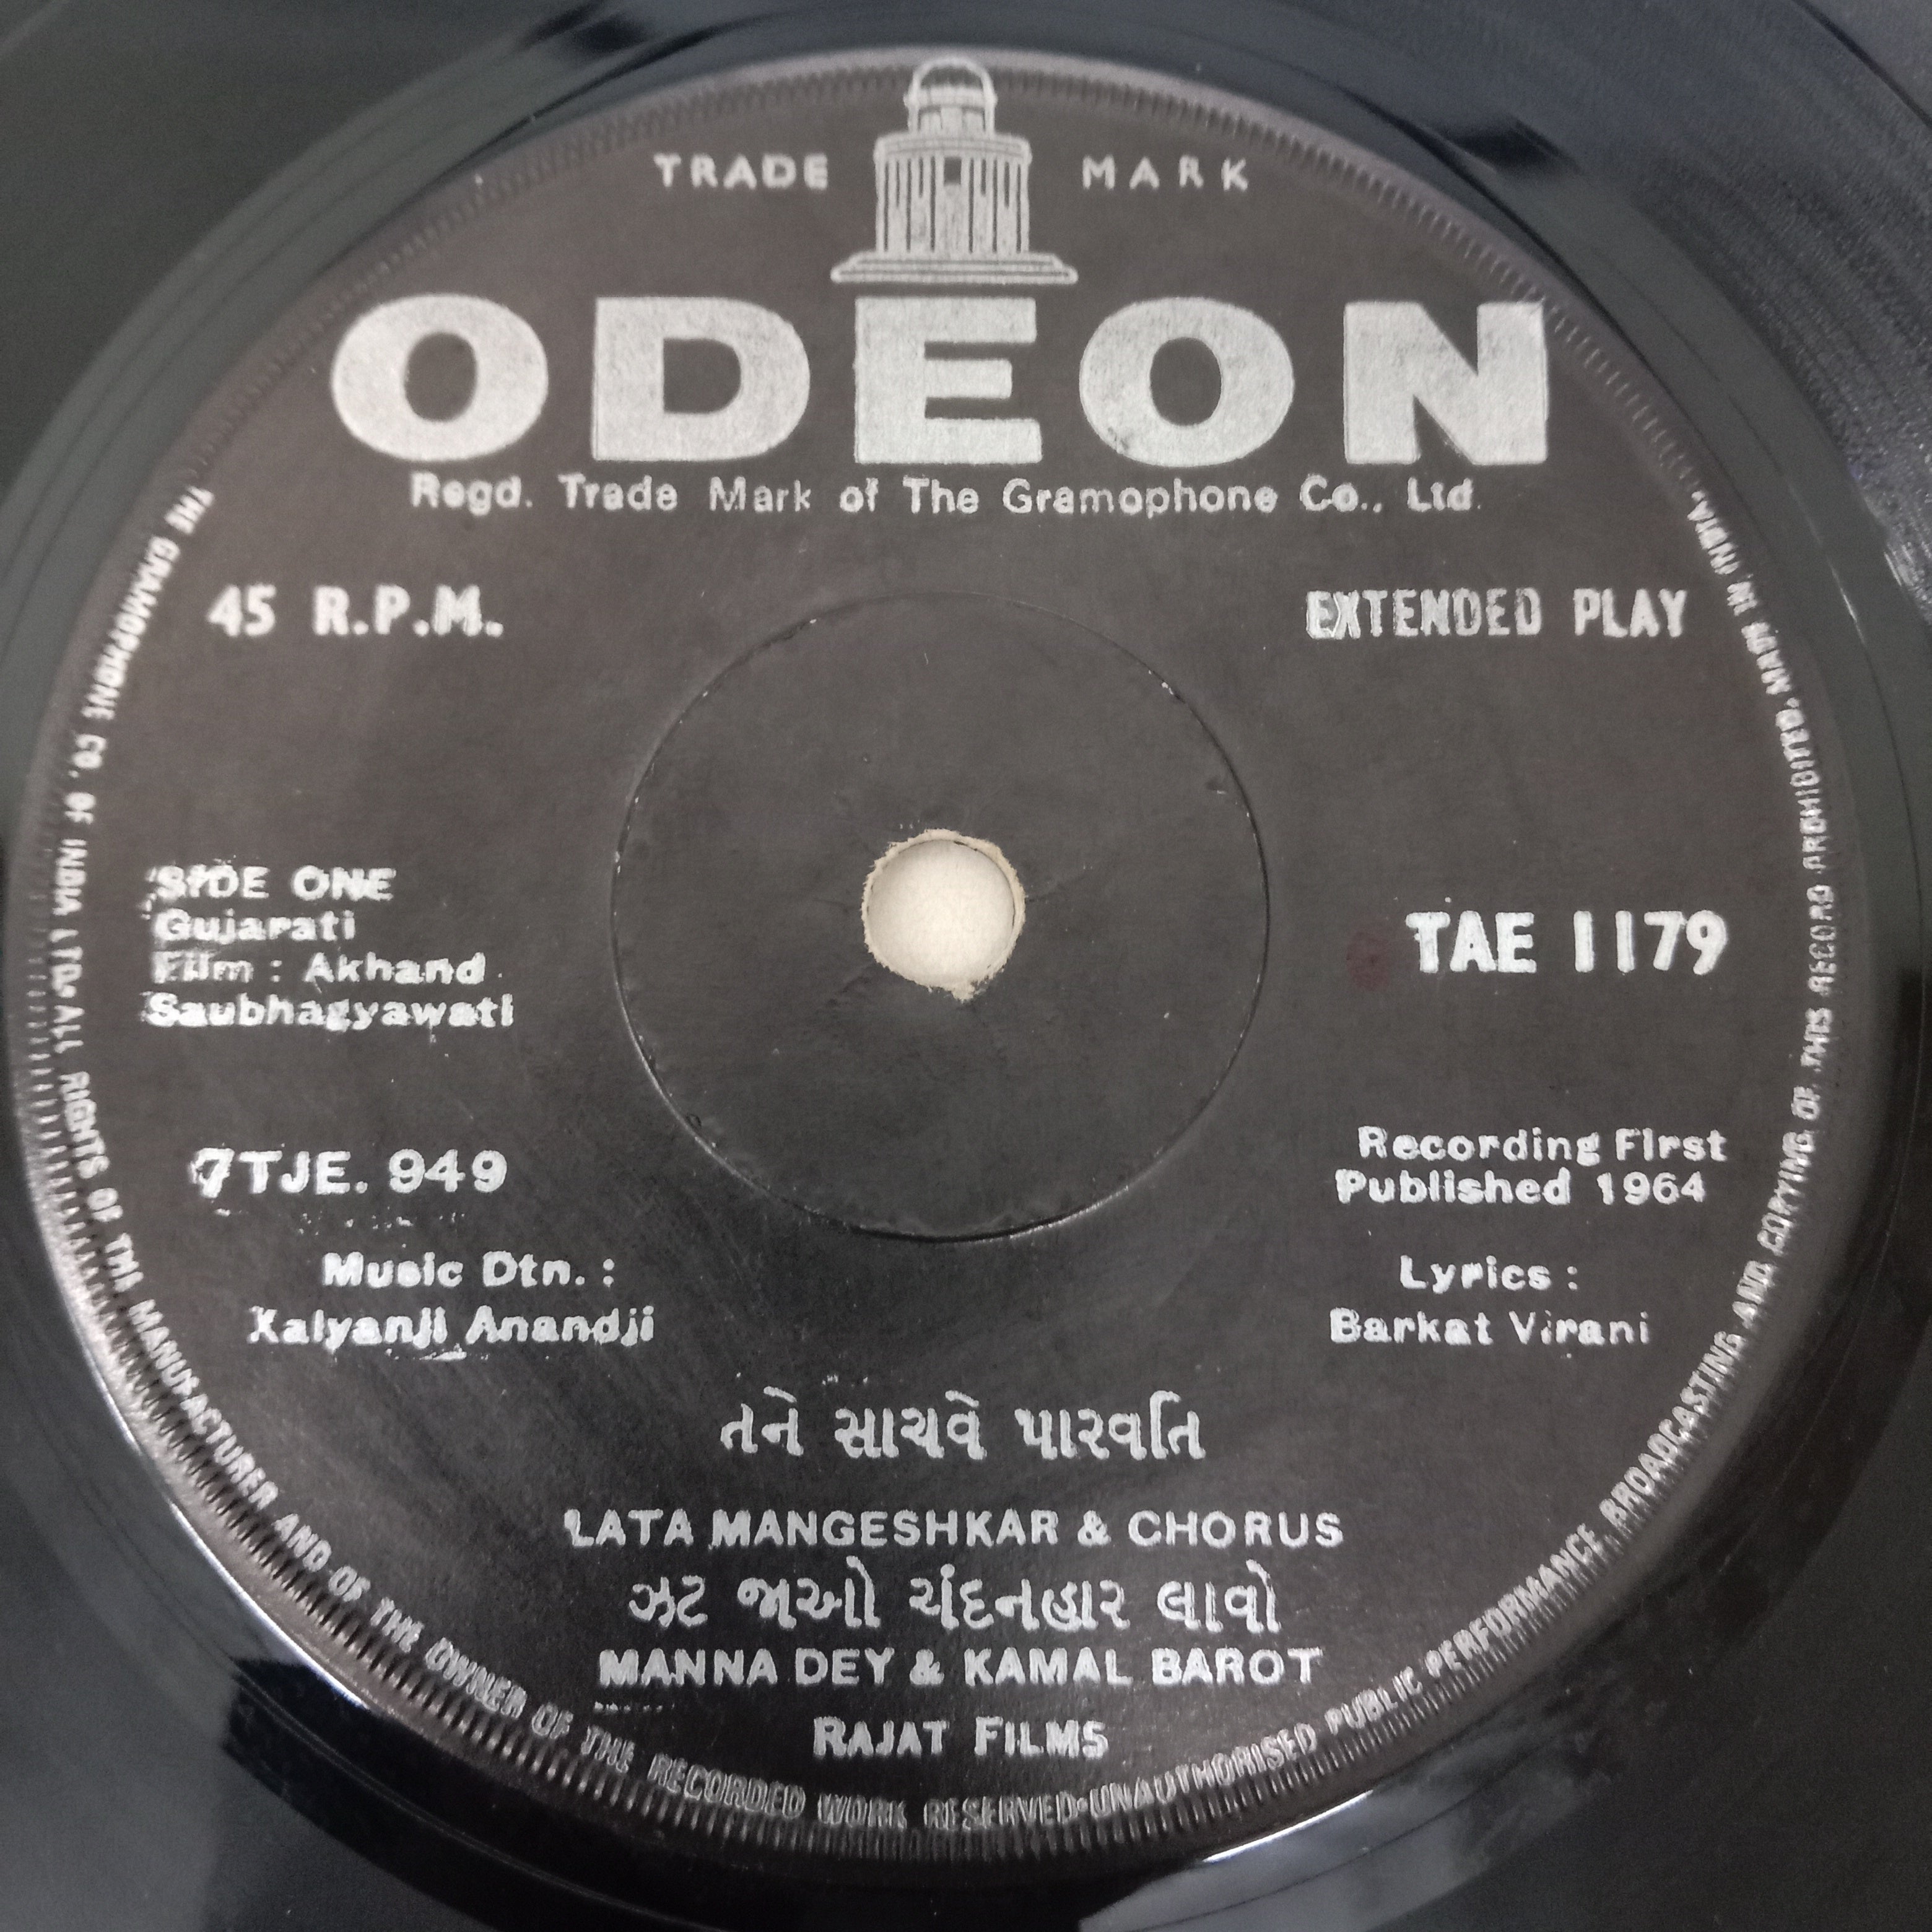 TRADE MARK
ODEON
Regd. Trade Mark of The Gramophone Co., Ltd.
45 R.P.M.
EXTENDED PLAY
SIDE ONE
Gujarati
Film : Akhand
Saubhagyawati
TAE 1179
7TJE. 949
Recording First
Published 1964
Music Dtn. :
Kalyanji Anandji
Lyrics :
Barkat Virani
તને સાચવે પારવતિ
LATA MANGESHKAR & CHORUS
ઝટ જાઓ ચંદનહાર લાવો
MANNA DEY & KAMAL BAROT
RAJAT FILMS
THE GRAMOPHONE CO. OF INDIA LTD. ALL RIGHTS OF THE MANUFACTURER AND OF THE OWNER OF THE RECORDED WORK RESERVED·UNAUTHORISED PUBLIC PERFORMANCE, BROADCASTING AND COPYING OF THIS RECORD PROHIBITED. MADE IN INDIA.